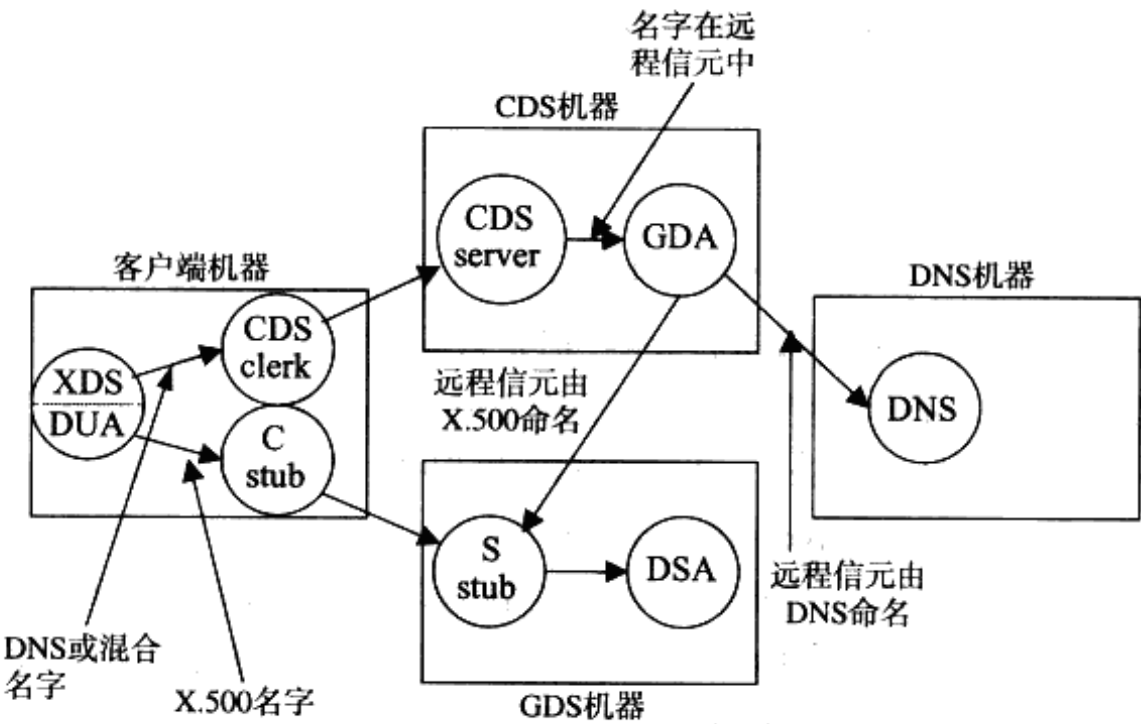 名字在远
程信元中
CDS机器
CDS
server
GDA
客户端机器
DNS机器
CDS
clerk
XDS
DUA
远程信元由
X.500命名
DNS
C
stub
S
stub
DSA
远程信元由
DNS命名
DNS或混合
名字
X.500名字
GDS机器